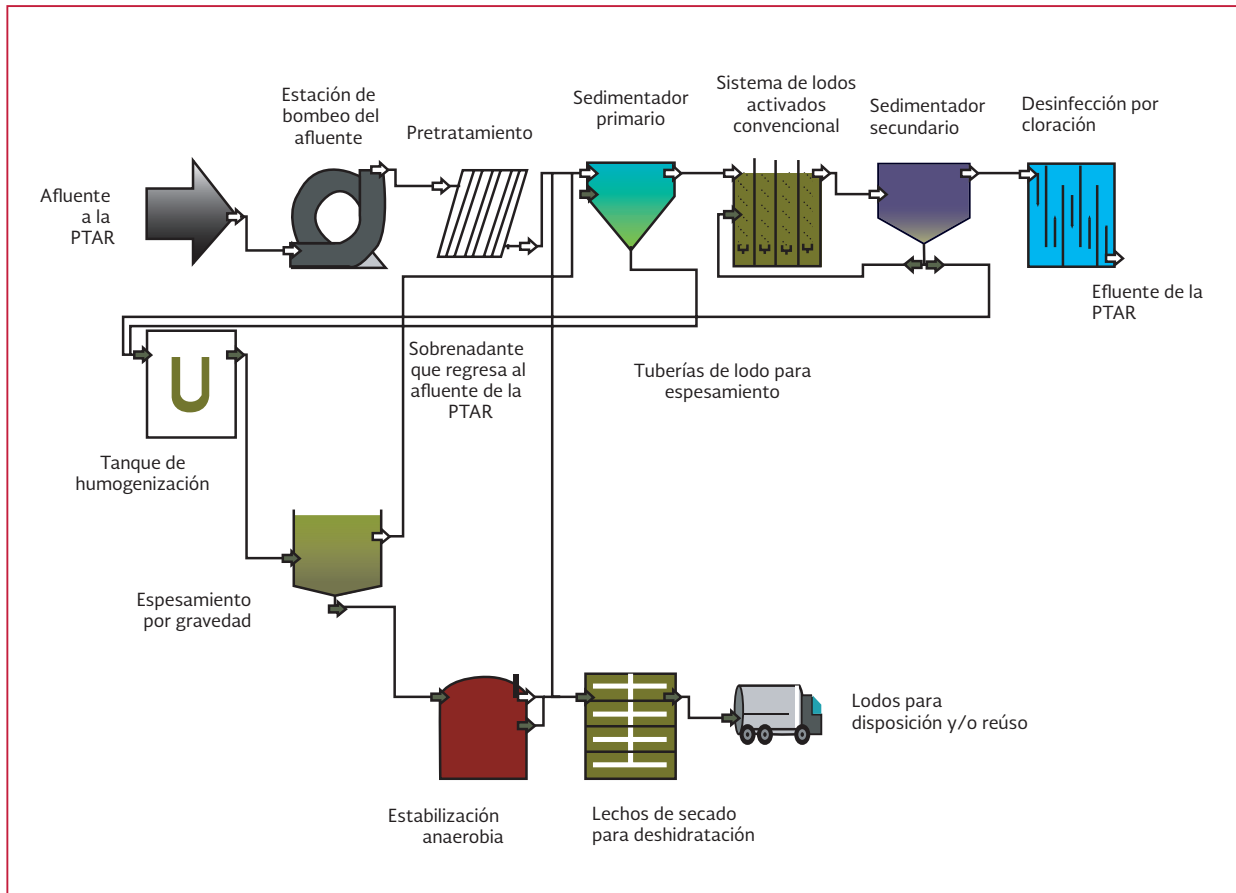 Afluente
a la
PTAR
Estación de
bombeo del
afluente
Pretratamiento
Sedimentador
primario
Sistema de lodos
activados
convencional
Sedimentador
secundario
Desinfección por
cloración
Efluente de la
PTAR
Sobrenadante
que regresa al
afluente de la
PTAR
Tuberías de lodo para
espesamiento
U
Tanque de
humogenización
Espesamiento
por gravedad
Estabilización
anaerobia
Lechos de secado
para deshidratación
Lodos para
disposición y/o reúso